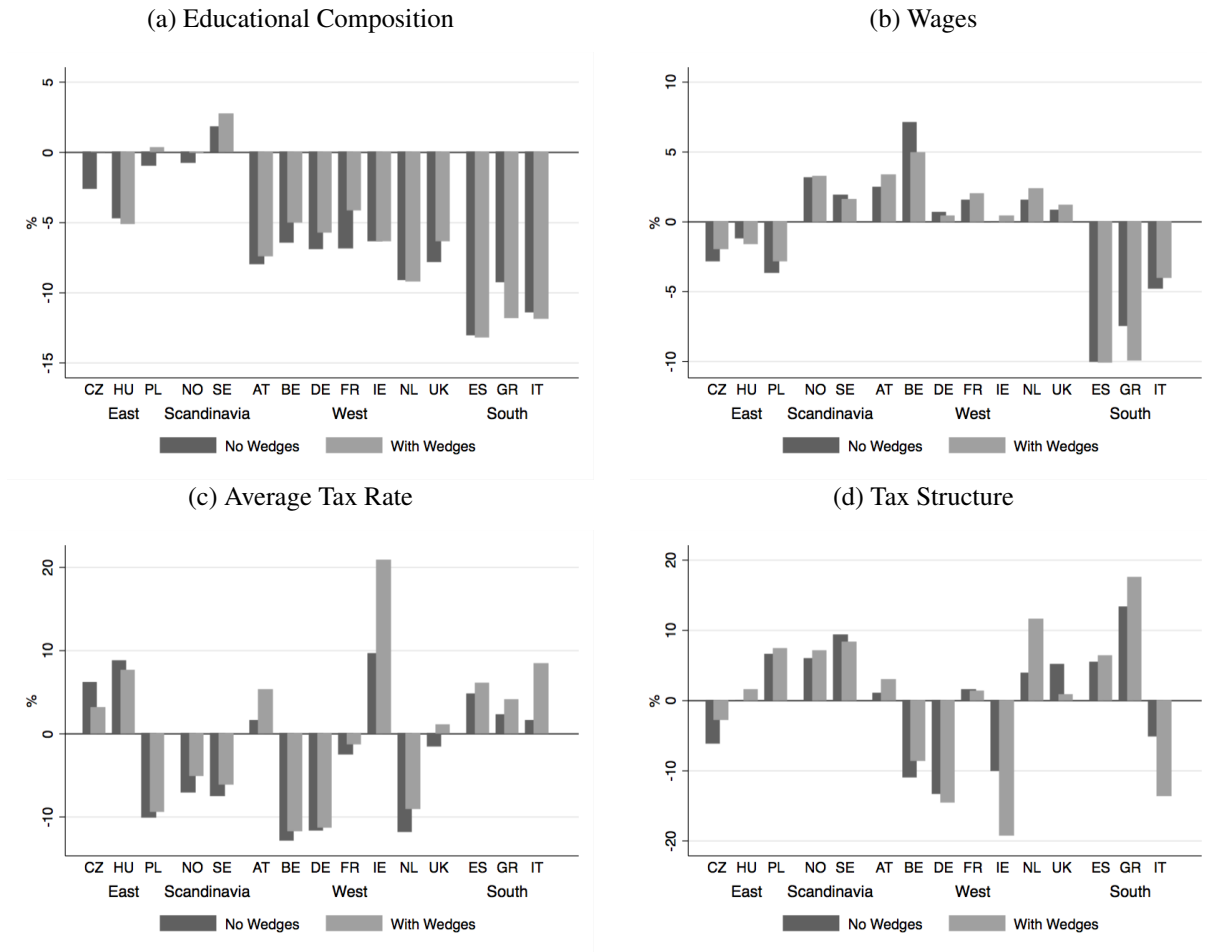 (a) Educational Composition
5
0
-5
-10
-15
%
CZ HU PL NO SE AT BE DE FR IE NL UK ES GR IT
East Scandinavia West South
No Wedges With Wedges
(b) Wages
10
5
0
-5
-10
%
CZ HU PL NO SE AT BE DE FR IE NL UK ES GR IT
East Scandinavia West South
No Wedges With Wedges
(c) Average Tax Rate
20
10
0
-10
%
CZ HU PL NO SE AT BE DE FR IE NL UK ES GR IT
East Scandinavia West South
No Wedges With Wedges
(d) Tax Structure
20
10
0
-10
-20
%
CZ HU PL NO SE AT BE DE FR IE NL UK ES GR IT
East Scandinavia West South
No Wedges With Wedges